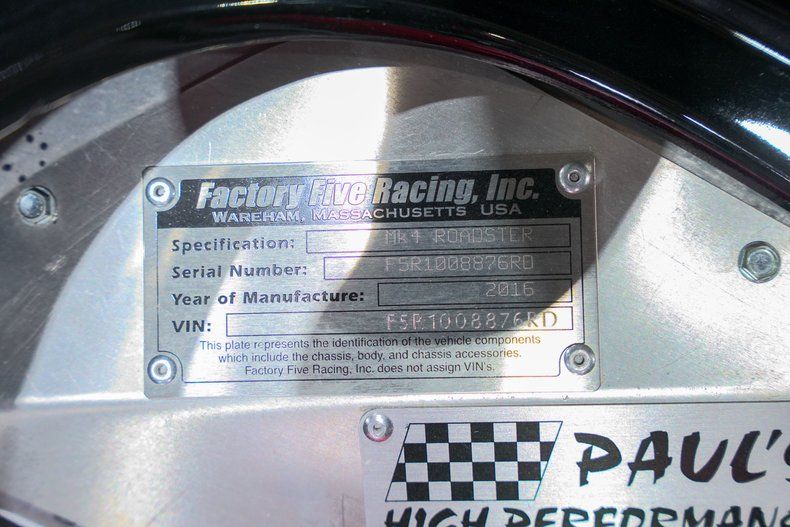 Factory Five Racing, Inc.
WAREHAM, MASSACHUSETTS USA
Specification: Mk4 ROADSTER
Serial Number: F5R1008876RD
Year of Manufacture: 2016
VIN: F5R1008876RD
This plate represents the identification of the vehicle components
which include the chassis, body, and chassis accessories.
Factory Five Racing, Inc. does not assign VIN's.
PAUL'S
HIGH PERFORMANC